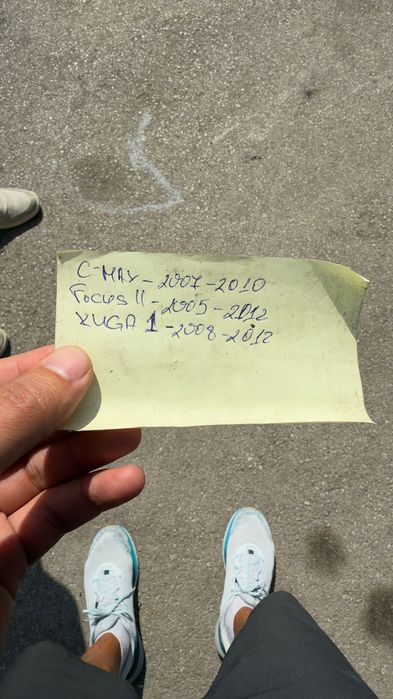 C-MAX - 2007 - 2010
Focus II - 2005 - 2012
KUGA 1 - 2008 - 2012